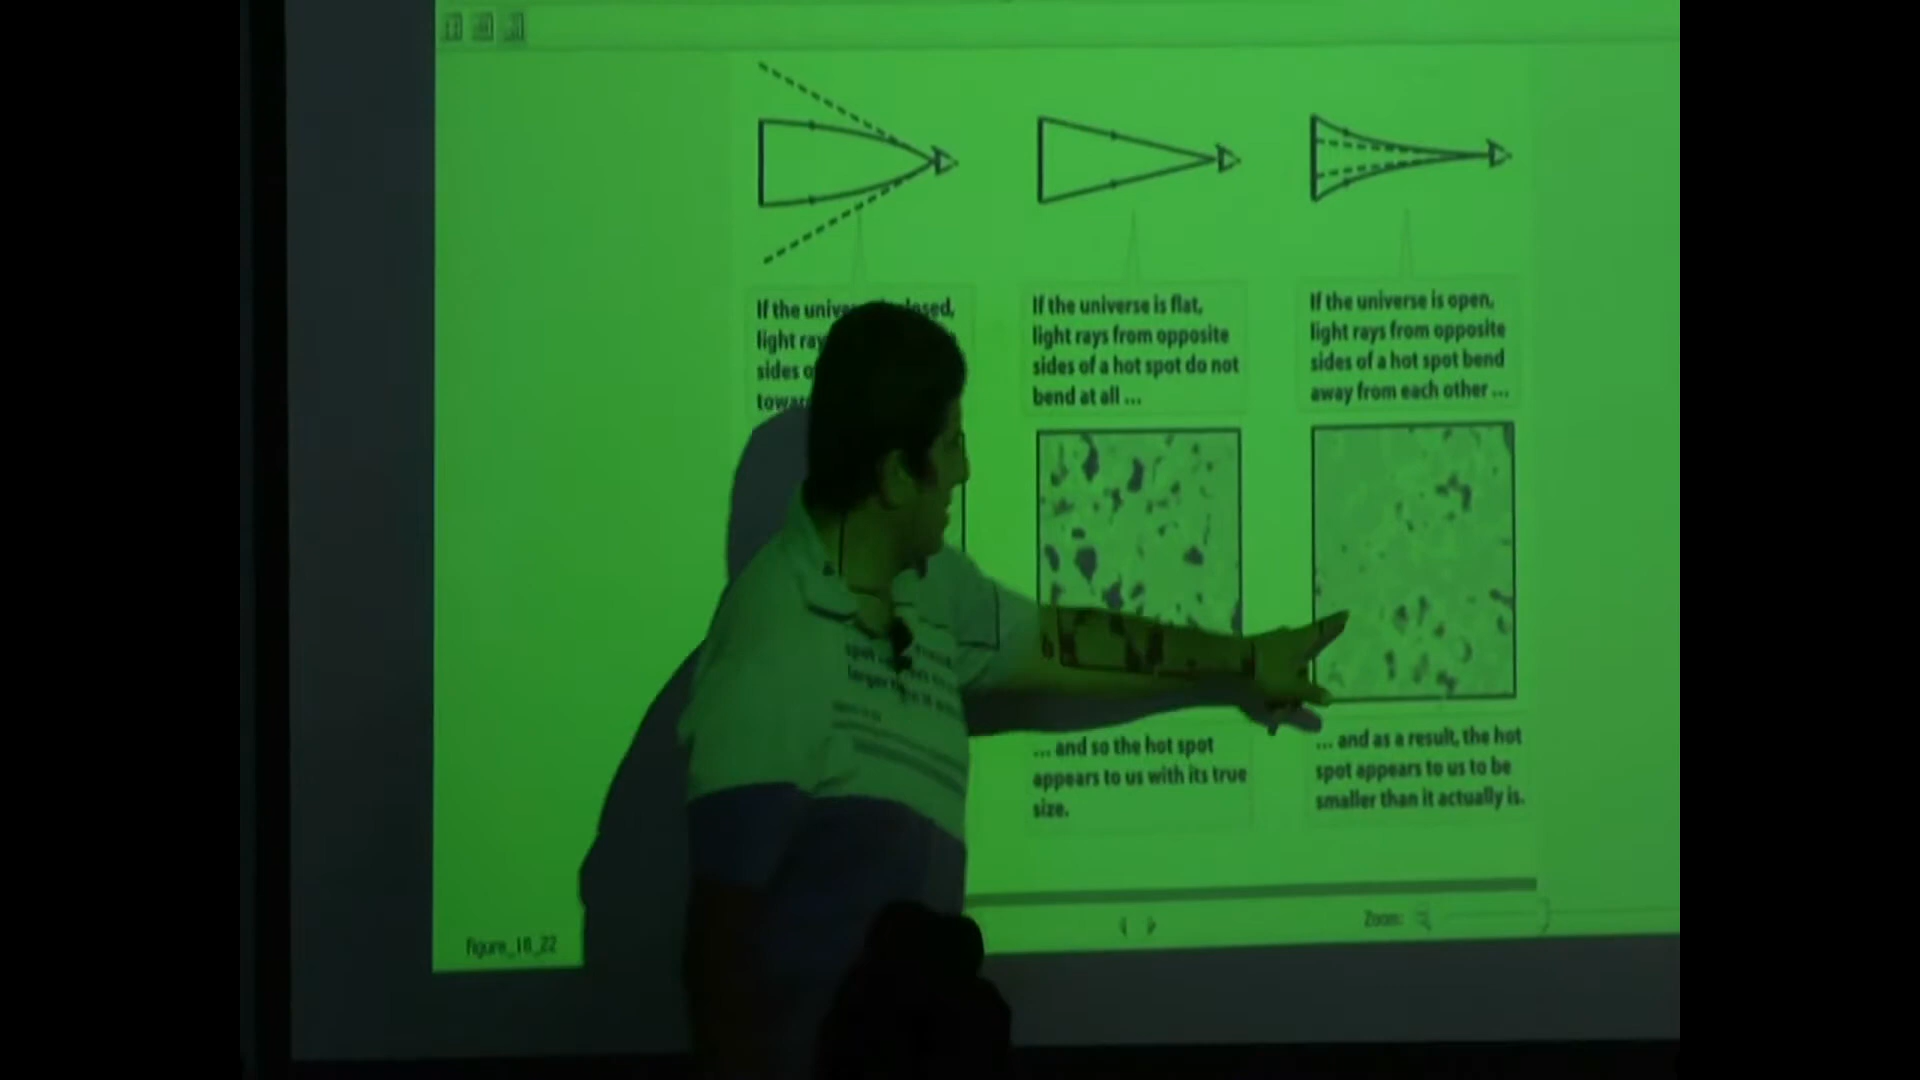 If the closed,
light
sides
If the universe is flat,
light rays from opposite
sides of a hot spot do not
bend at all ...
If the universe is open,
light rays from opposite
sides of a hot spot bend
away from each other ...
spot
larger
... and so the hot spot
appears to us with its true
size.
... and as a result, the hot
spot appears to us to be
smaller than it actually is.
Zoom:
figure_18_22